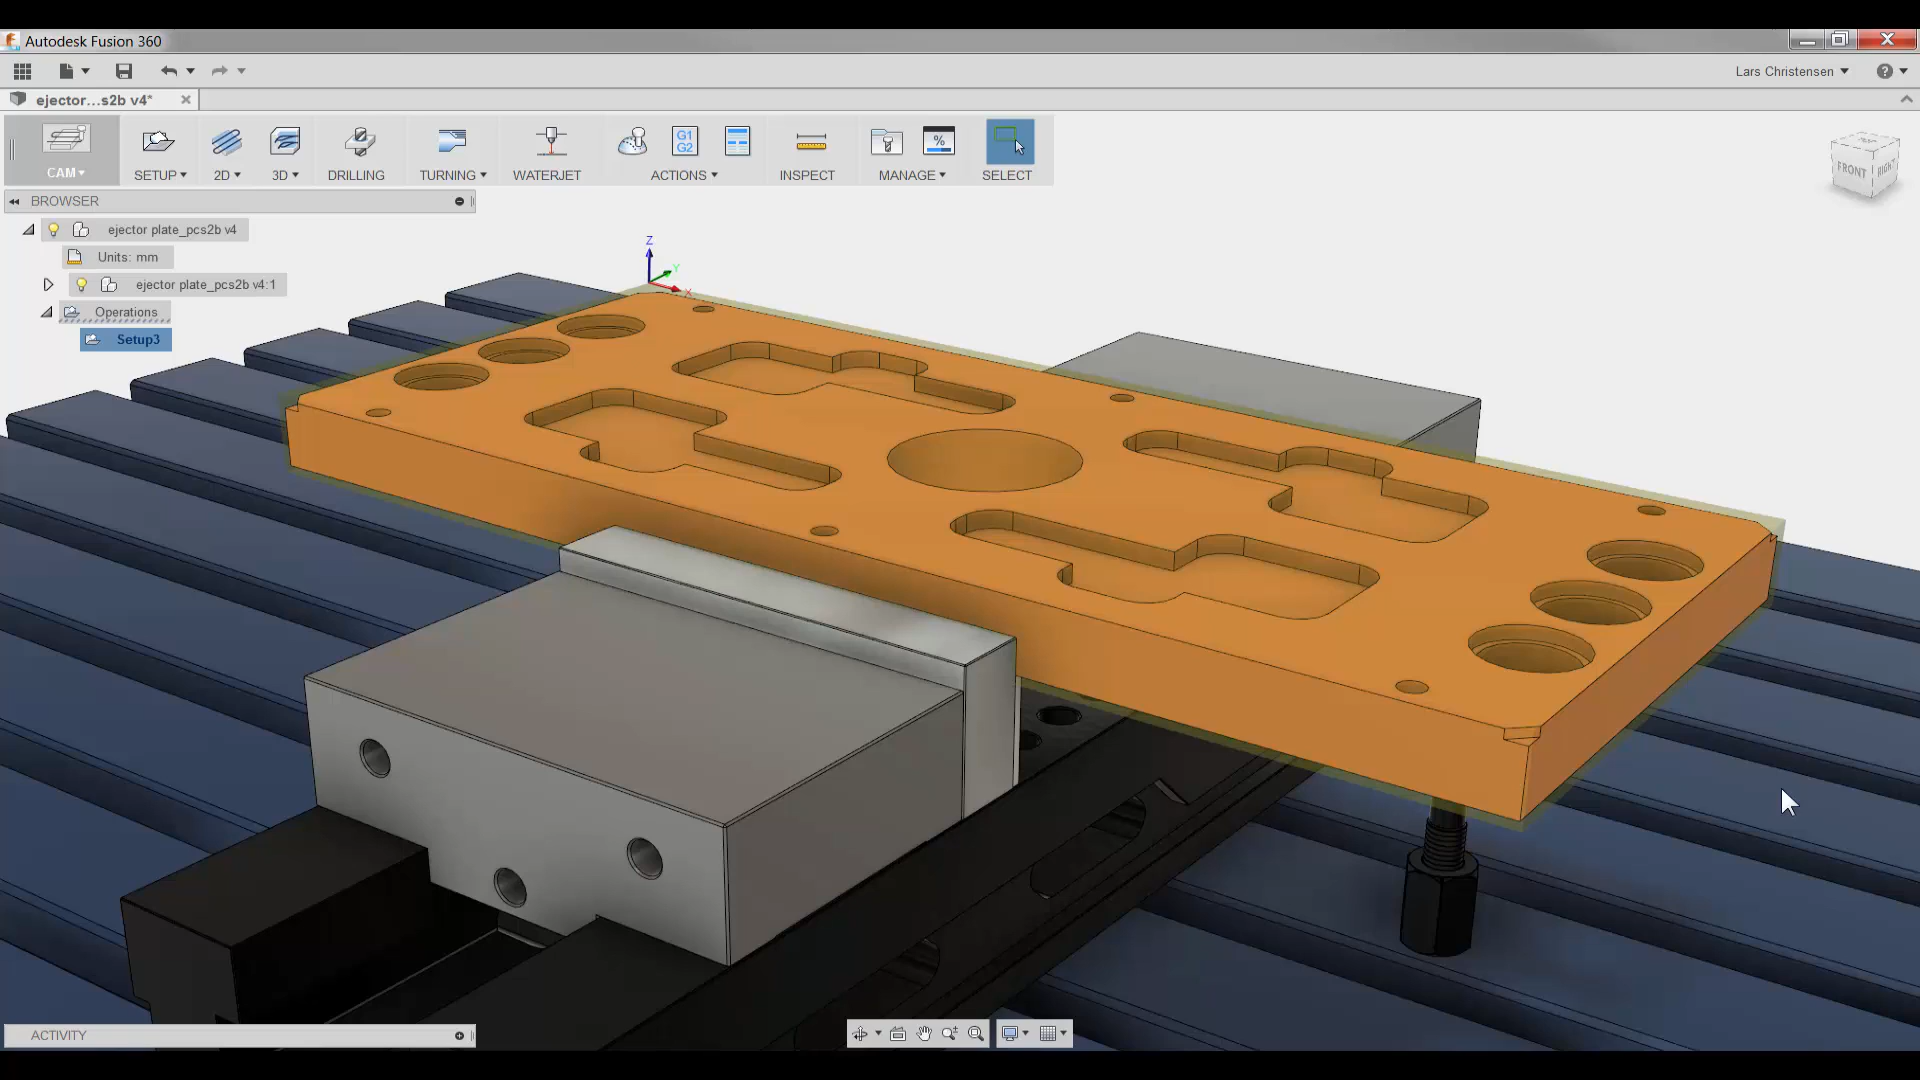 Autodesk Fusion 360
Lars Christensen
ejector...s2b v4*
G1
G2
%
CAM
SETUP
2D
3D
DRILLING
TURNING
WATERJET
ACTIONS
INSPECT
MANAGE
SELECT
FRONT
RIGHT
BROWSER
ejector plate_pcs2b v4
Units: mm
ejector plate_pcs2b v4:1
Operations
Setup3
Z
Y
X
ACTIVITY